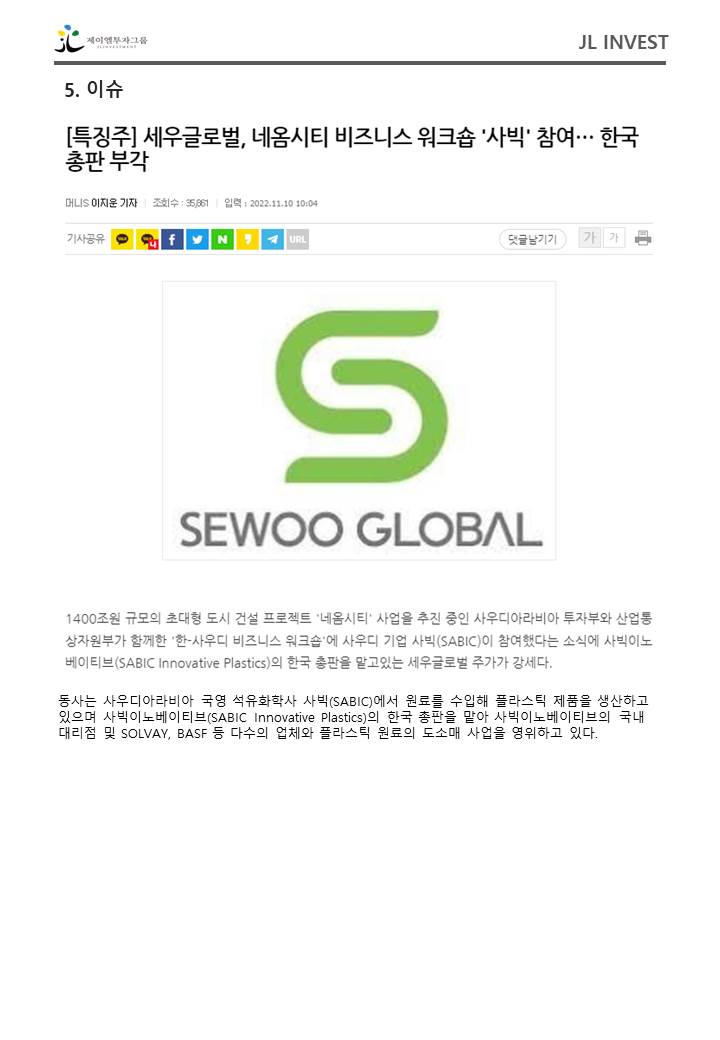 제이엘투자그룹
JL INVESTMENT
JL INVEST
5. 이슈
[특징주] 세우글로벌, 네옴시티 비즈니스 워크숍 '사빅' 참여… 한국
총판 부각
머니S 이지운 기자 | 조회수 : 35,861 | 입력 : 2022.11.10 10:04
기사공유 TALK TALK 4 f N URL 댓글남기기 가 가
SEWOO GLOBAL
1400조원 규모의 초대형 도시 건설 프로젝트 '네옴시티' 사업을 추진 중인 사우디아라비아 투자부와 산업통
상자원부가 함께한 '한-사우디 비즈니스 워크숍'에 사우디 기업 사빅(SABIC)이 참여했다는 소식에 사빅이노
베이티브(SABIC Innovative Plastics)의 한국 총판을 맡고있는 세우글로벌 주가가 강세다.
동사는 사우디아라비아 국영 석유화학사 사빅(SABIC)에서 원료를 수입해 플라스틱 제품을 생산하고
있으며 사빅이노베이티브(SABIC Innovative Plastics)의 한국 총판을 맡아 사빅이노베이티브의 국내
대리점 및 SOLVAY, BASF 등 다수의 업체와 플라스틱 원료의 도소매 사업을 영위하고 있다.